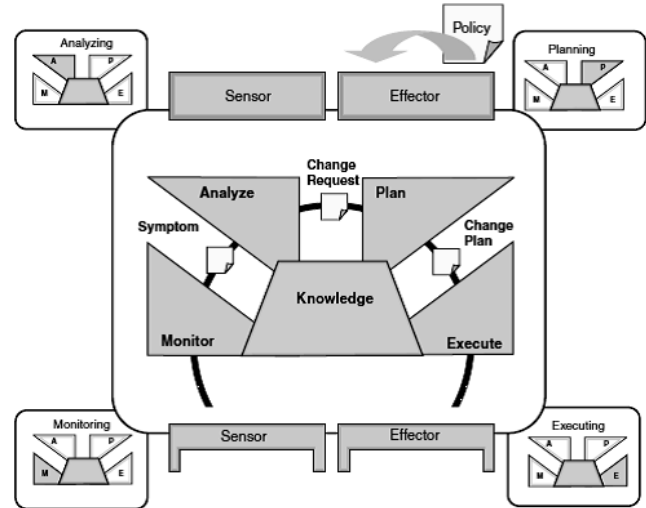 Analyzing
A
P
M
E
Policy
Planning
A
P
M
E
Sensor
Effector
Change
Request
Analyze
Plan
Symptom
Change
Plan
Knowledge
Monitor
Execute
Monitoring
A
P
M
E
Sensor
Effector
Executing
A
P
M
E